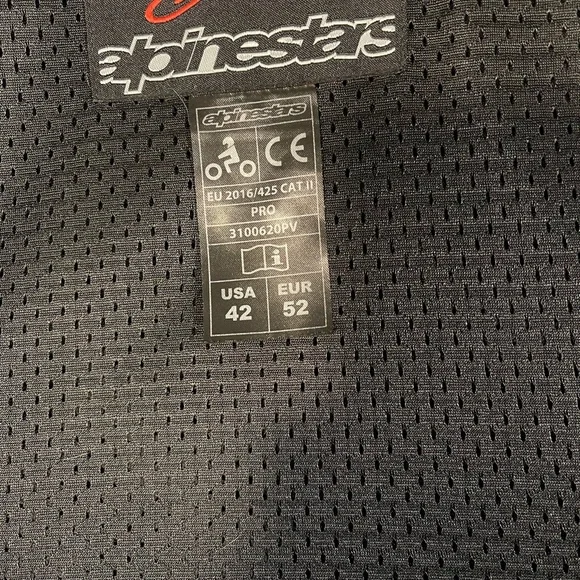 alpinestars
alpinestars
CE
EU 2016/425 CAT II
PRO
3100620PV
i
USA EUR
42 52